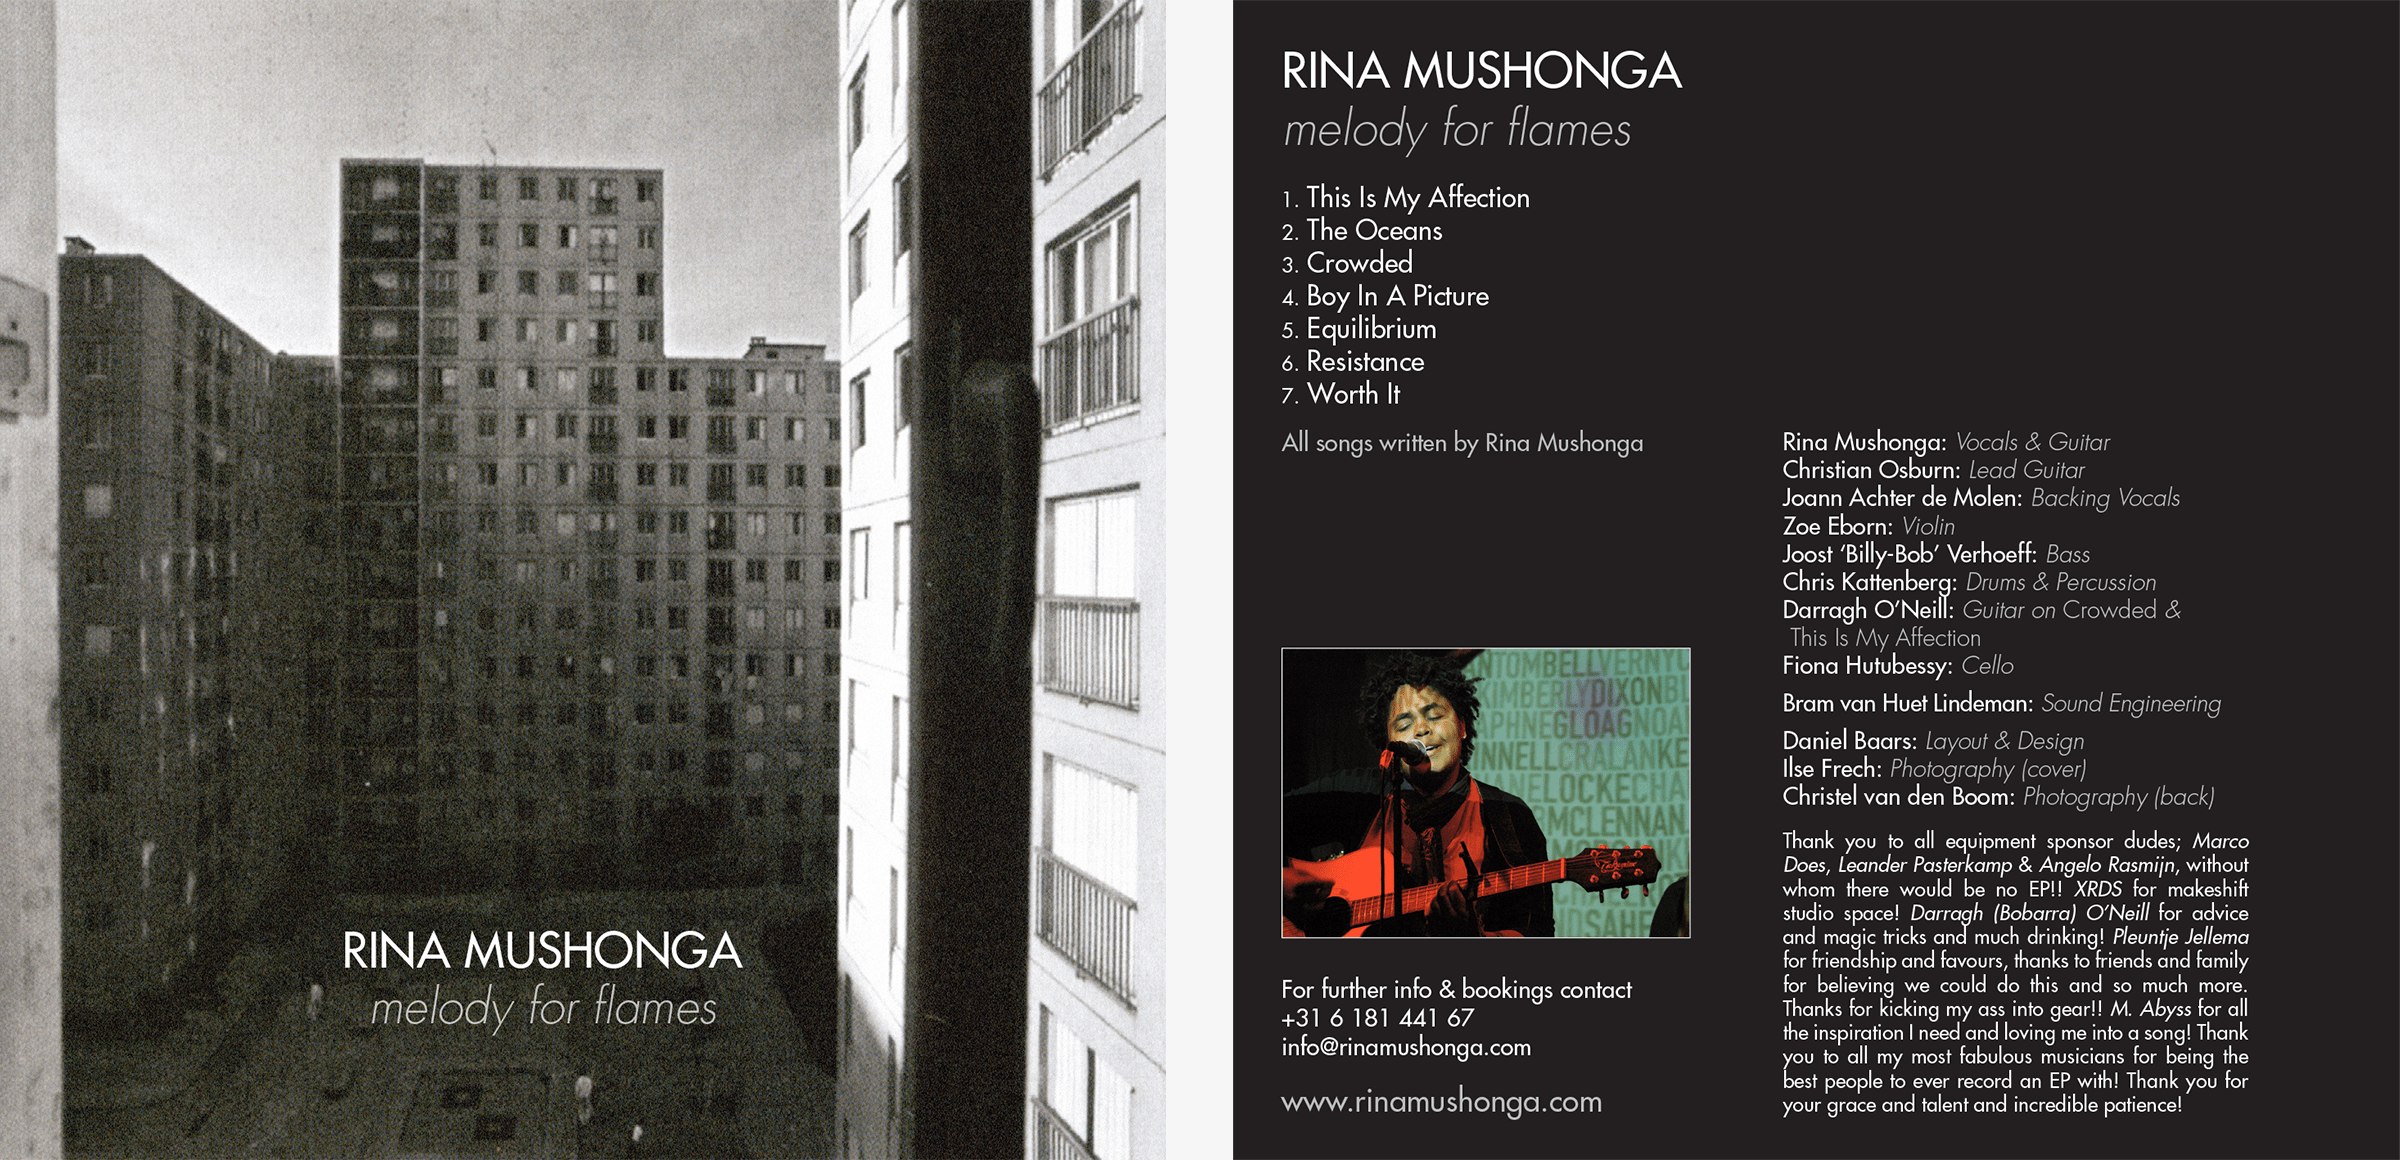 RINA MUSHONGA
melody for flames
RINA MUSHONGA
melody for flames
1. This Is My Affection
2. The Oceans
3. Crowded
4. Boy In A Picture
5. Equilibrium
6. Resistance
7. Worth It
All songs written by Rina Mushonga
NTOMBELLVERNYO
KIMBERLYDIXONBU
APHNEGLOAGNOA
NNELLCRALANKE
ELOCKECHA
MCLENNAN
DSAHE
For further info & bookings contact
+31 6 181 441 67
info@rinamushonga.com
www.rinamushonga.com
Rina Mushonga: Vocals & Guitar
Christian Osburn: Lead Guitar
Joann Achter de Molen: Backing Vocals
Zoe Eborn: Violin
Joost ‘Billy-Bob’ Verhoeff: Bass
Chris Kattenberg: Drums & Percussion
Darragh O’Neill: Guitar on Crowded &
This Is My Affection
Fiona Hutubessy: Cello
Bram van Huet Lindeman: Sound Engineering
Daniel Baars: Layout & Design
Ilse Frech: Photography (cover)
Christel van den Boom: Photography (back)
Thank you to all equipment sponsor dudes; Marco
Does, Leander Pasterkamp & Angelo Rasmijn, without
whom there would be no EP!! XRDS for makeshift
studio space! Darragh (Bobarra) O’Neill for advice
and magic tricks and much drinking! Pleuntje Jellema
for friendship and favours, thanks to friends and family
for believing we could do this and so much more.
Thanks for kicking my ass into gear!! M. Abyss for all
the inspiration I need and loving me into a song! Thank
you to all my most fabulous musicians for being the
best people to ever record an EP with! Thank you for
your grace and talent and incredible patience!